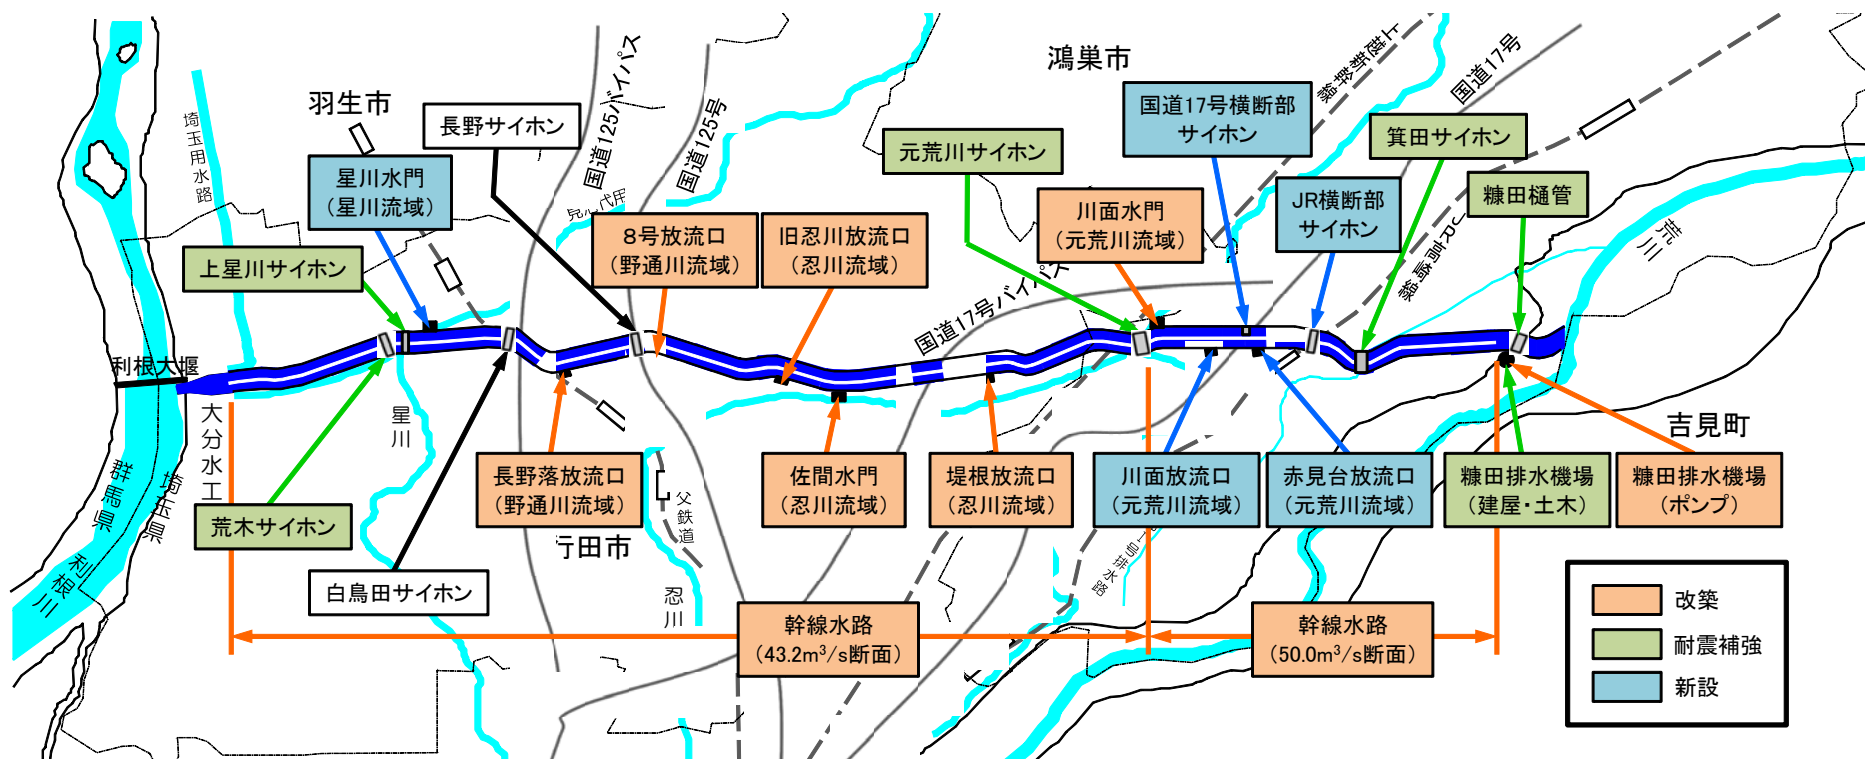 鴻巣市
上越新幹線
国道17号
羽生市
長野サイホン
国道125バイパス
国道125号
国道17号横断部
サイホン
箕田サイホン
元荒川サイホン
埼玉用水路
星川水門
（星川流域）
JR横断部
サイホン
糠田樋管
川面水門
（元荒川流域）
8号放流口
（野通川流域）
旧忍川放流口
（忍川流域）
JR高崎線
荒川
上星川サイホン
国道17号バイパス
利根大堰
大分水工
星川
吉見町
群馬県
埼玉県
利根川
荒木サイホン
長野落放流口
（野通川流域）
佐間水門
（忍川流域）
堤根放流口
（忍川流域）
川面放流口
（元荒川流域）
赤見台放流口
（元荒川流域）
糠田排水機場
（建屋・土木）
糠田排水機場
（ポンプ）
父鉄道
行田市
号排水路
白鳥田サイホン
忍川
幹線水路
（43.2m³/s断面）
幹線水路
（50.0m³/s断面）
改築
耐震補強
新設